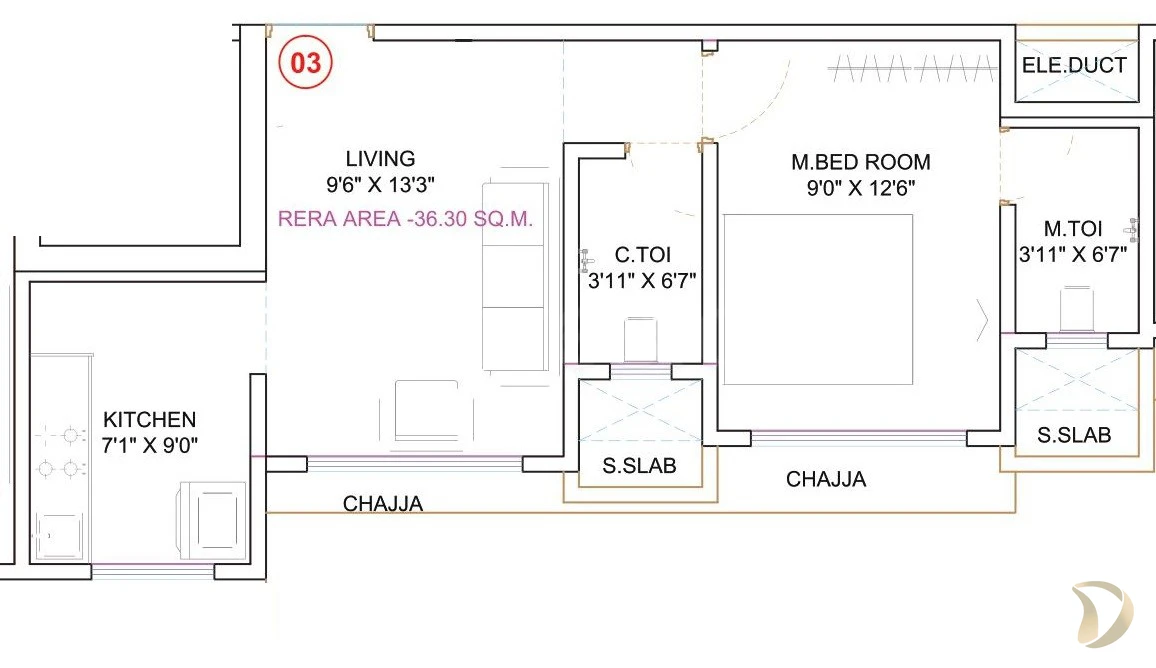 03
ELE.DUCT
LIVING
9'6" X 13'3"
RERA AREA -36.30 SQ.M.
M.BED ROOM
9'0" X 12'6"
C.TOI
3'11" X 6'7"
M.TOI
3'11" X 6'7"
KITCHEN
7'1" X 9'0"
S.SLAB
S.SLAB
CHAJJA
CHAJJA